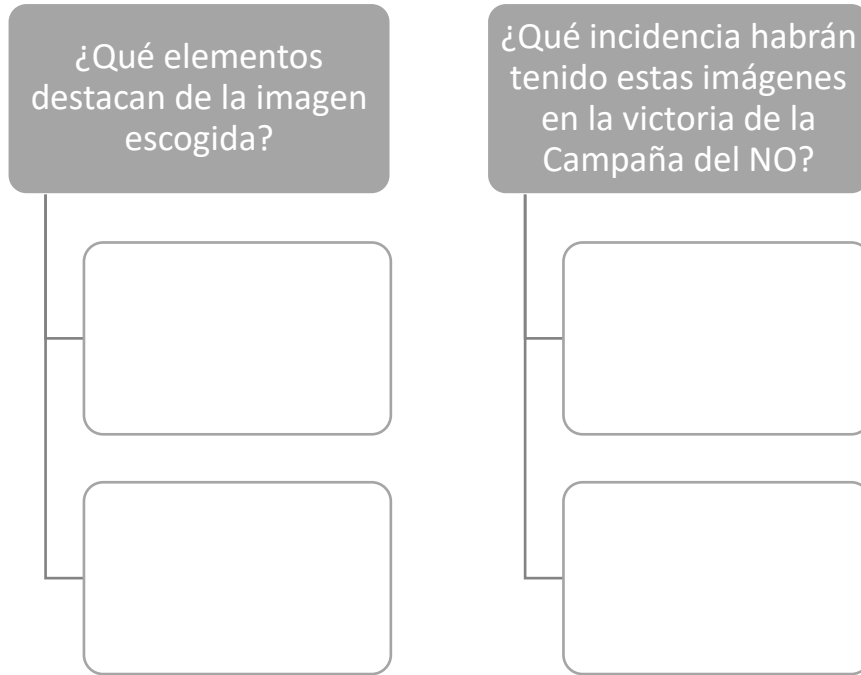 ¿Qué elementos
destacan de la imagen
escogida?
¿Qué incidencia habrán
tenido estas imágenes
en la victoria de la
Campaña del NO?